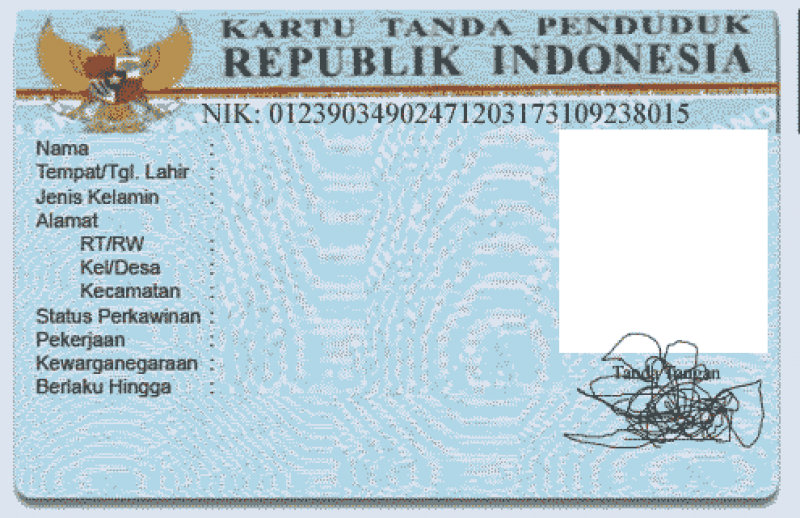 KARTU TANDA PENDUDUK
REPUBLIK INDONESIA
NIK: 01239034902471203173109238015
Nama :
Tempat/Tgl. Lahir :
Jenis Kelamin :
Alamat
RT/RW :
Kel/Desa :
Kecamatan :
Status Perkawinan :
Pekerjaan :
Kewarganegaraan :
Berlaku Hingga :
Tanda Tangan